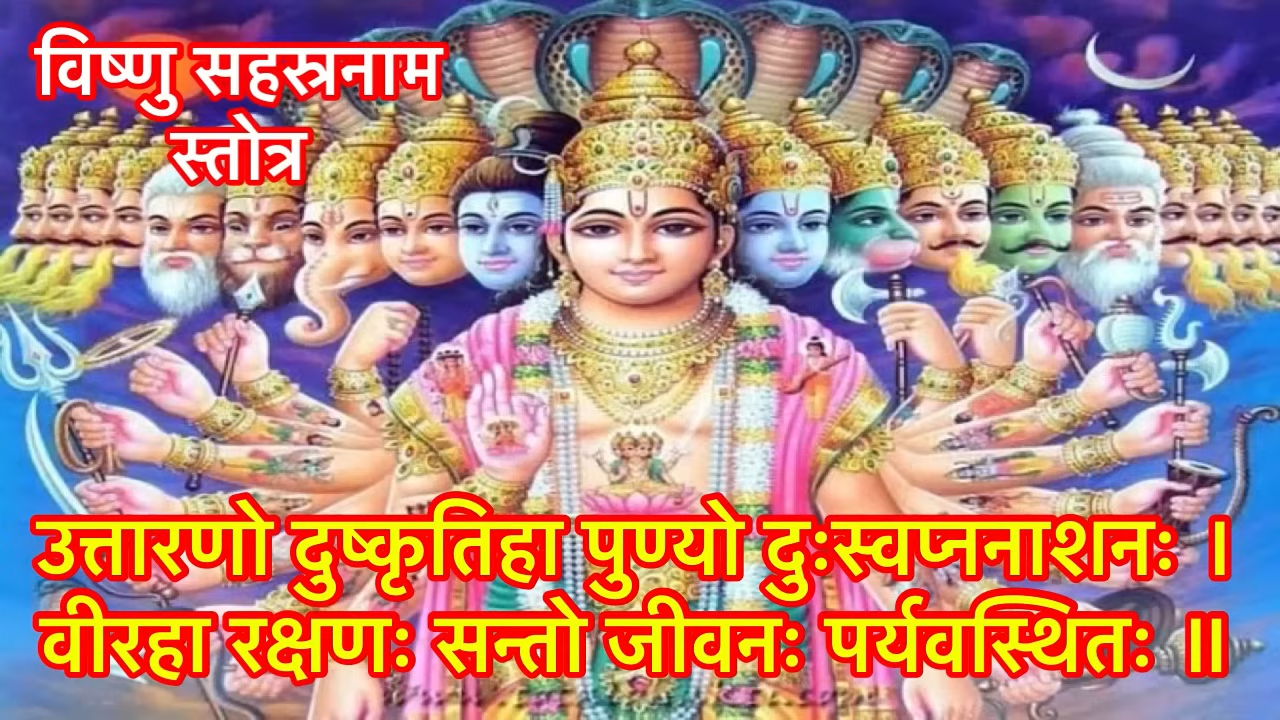 विष्णु सहस्रनाम
स्तोत्र
उत्तारणो दुष्कृतिहा पुण्यो दुःस्वप्ननाशनः ।
वीरहा रक्षणः सन्तो जीवनः पर्यवस्थितः ॥